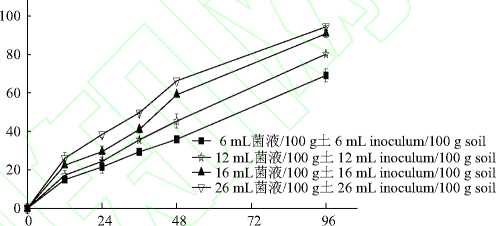 100
80
60
40
20
0
6 mL菌液/100 g土 6 mL inoculum/100 g soil
12 mL菌液/100 g土 12 mL inoculum/100 g soil
16 mL菌液/100 g土 16 mL inoculum/100 g soil
26 mL菌液/100 g土 26 mL inoculum/100 g soil
0 24 48 72 96